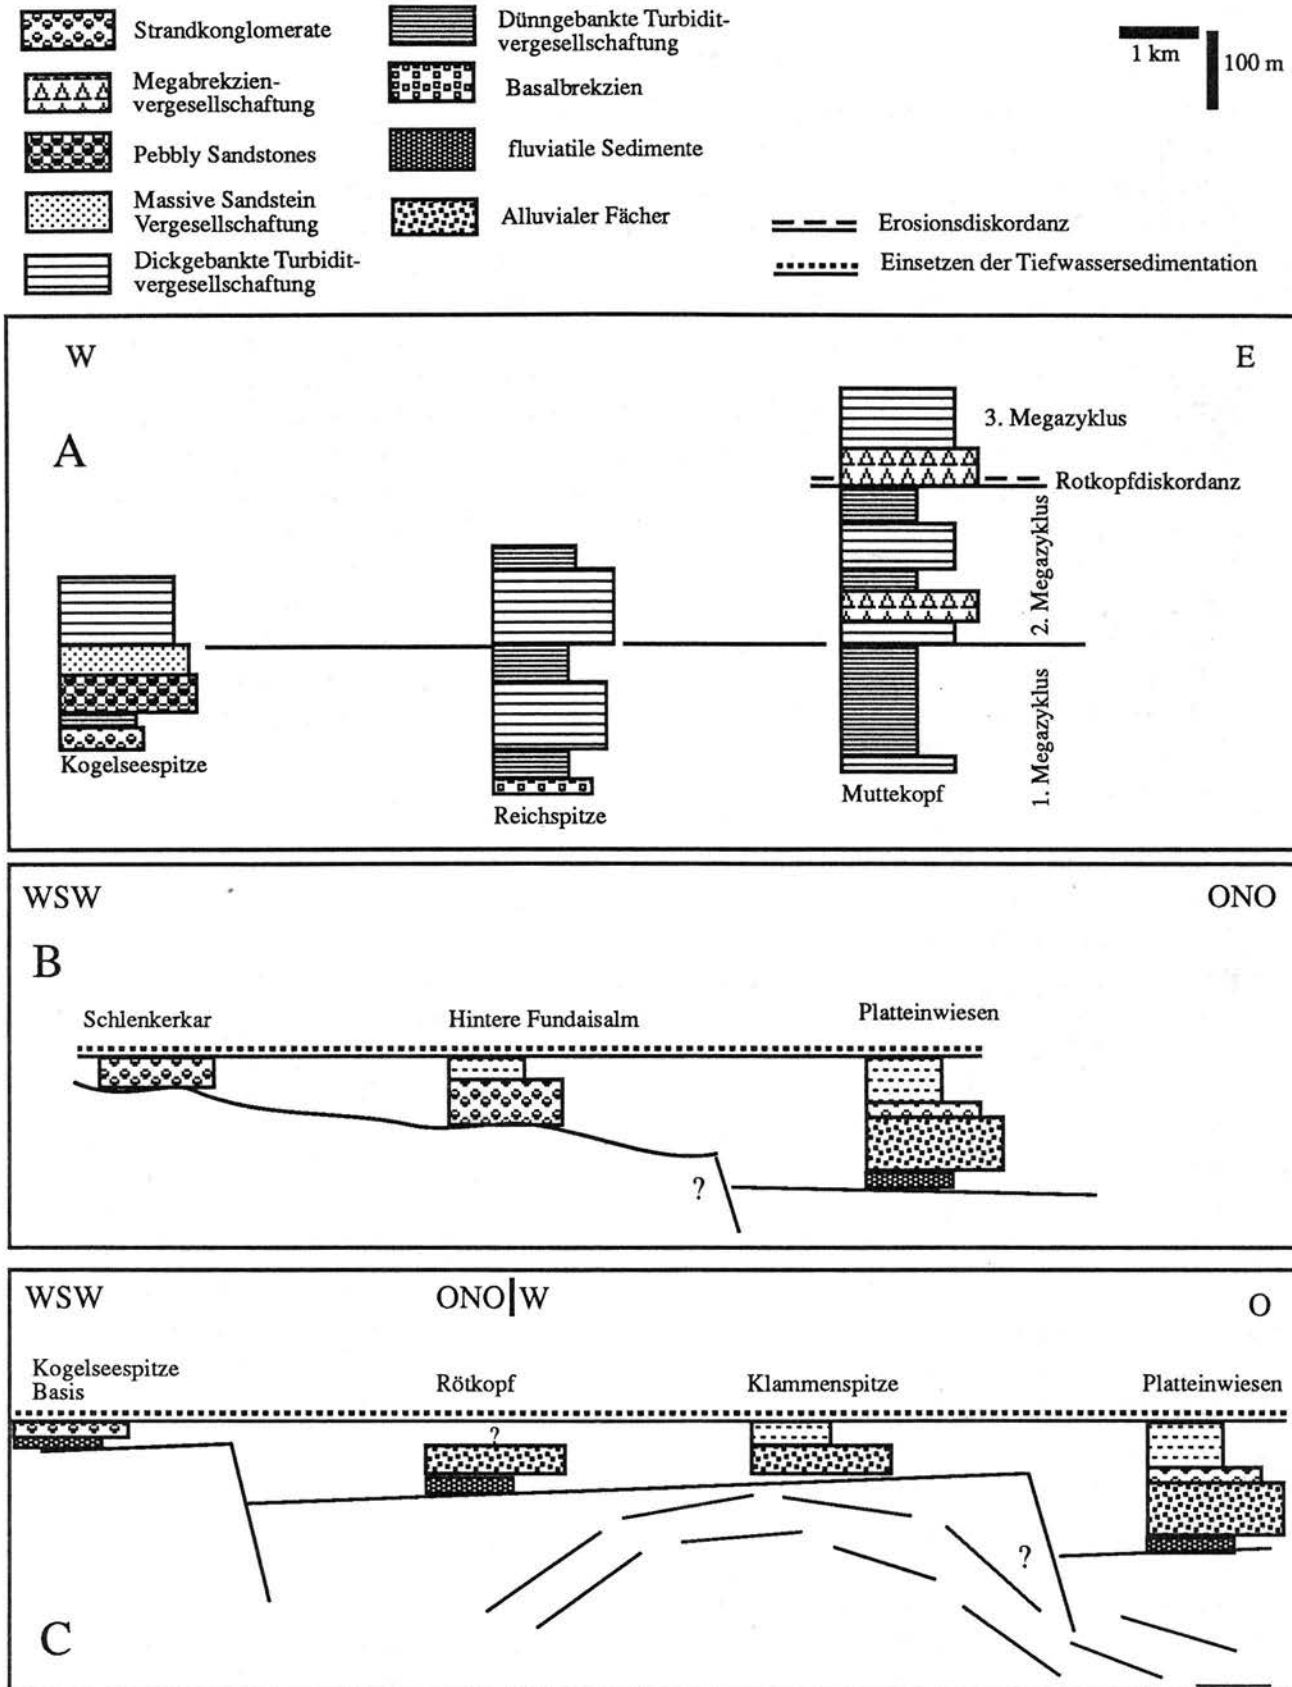 Strandkonglomerate
Megabrekzien-
vergesellschaftung
Pebbly Sandstones
Massive Sandstein
Vergesellschaftung
Dickgebankte Turbidit-
vergesellschaftung
Dünngebankte Turbidit-
vergesellschaftung
Basalbrekzien
fluviatile Sedimente
Alluvialer Fächer
1 km
100 m
Erosionsdiskordanz
Einsetzen der Tiefwassersedimentation
W
E
A
3. Megazyklus
Rotkopfdiskordanz
2. Megazyklus
1. Megazyklus
Kogelseespitze
Reichspitze
Muttekopf
WSW
ONO
B
Schlenkerkar
Hintere Fundaisalm
Platteinwiesen
?
WSW
ONO|W
O
Kogelseespitze
Basis
Rötkopf
Klammenspitze
Platteinwiesen
?
?
C